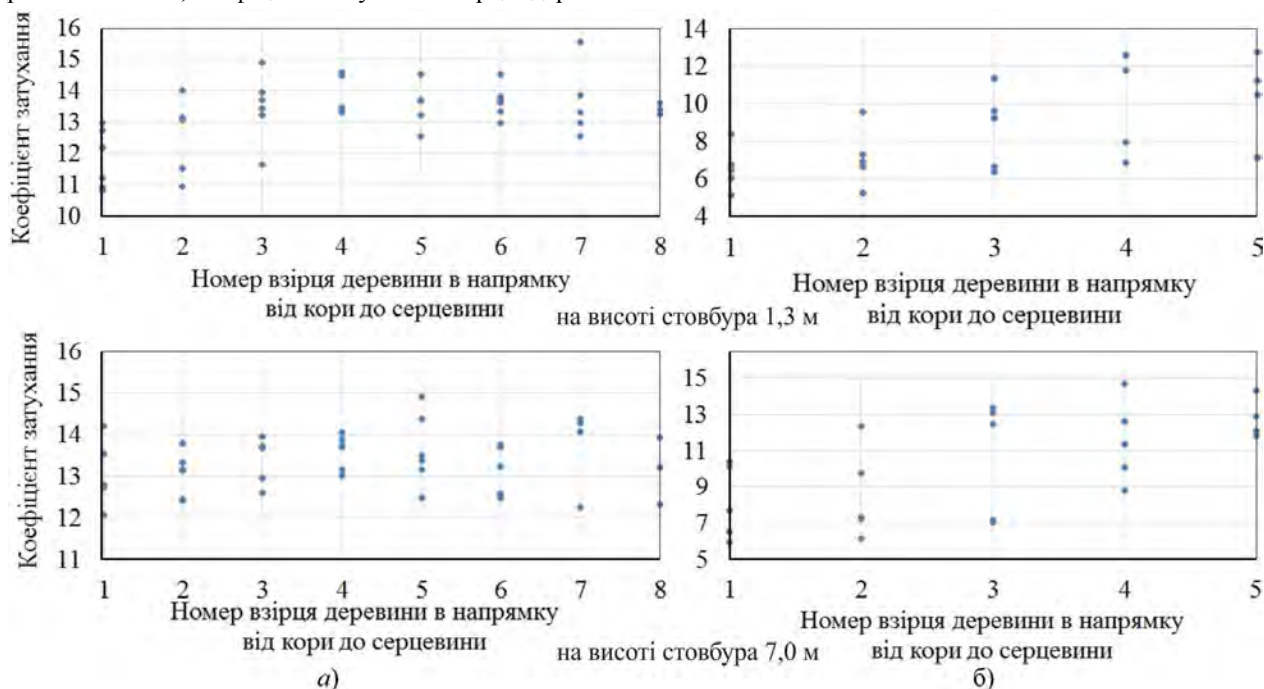 Коефіцієнт затухання
16
15
14
13
12
11
10
1 2 3 4 5 6 7 8
Номер взірця деревини в напрямку
від кори до серцевини
14
12
10
8
6
4
1 2 3 4 5
Номер взірця деревини в напрямку
від кори до серцевини
на висоті стовбура 1,3 м
Коефіцієнт затухання
16
15
14
13
12
11
1 2 3 4 5 6 7 8
Номер взірця деревини в напрямку
від кори до серцевини
15
13
11
9
7
5
1 2 3 4 5
Номер взірця деревини в напрямку
від кори до серцевини
на висоті стовбура 7,0 м
а)
б)